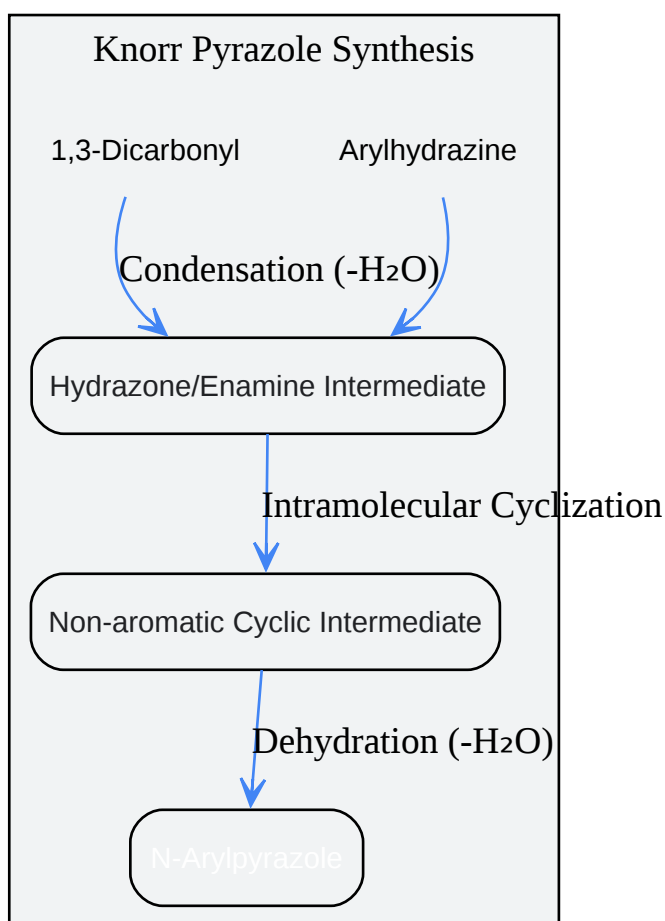 Knorr Pyrazole Synthesis
1,3-Dicarbonyl
Arylhydrazine
Condensation (-H₂O)
Hydrazone/Enamine Intermediate
Intramolecular Cyclization
Non-aromatic Cyclic Intermediate
Dehydration (-H₂O)
N-Arylpyrazole